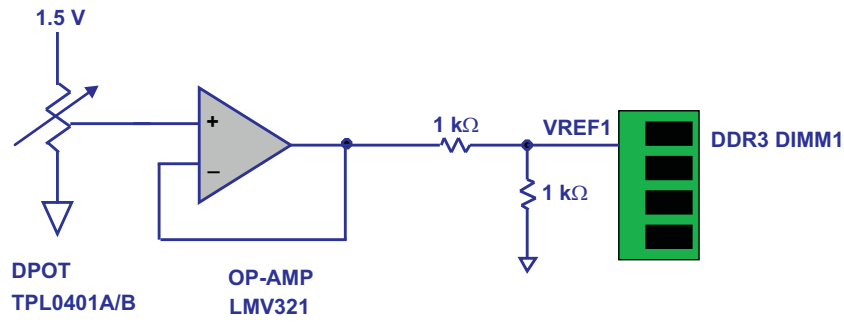 1.5 V
+
–
1 kΩ
VREF1
DDR3 DIMM1
1 kΩ
DPOT
TPL0401A/B
OP-AMP
LMV321